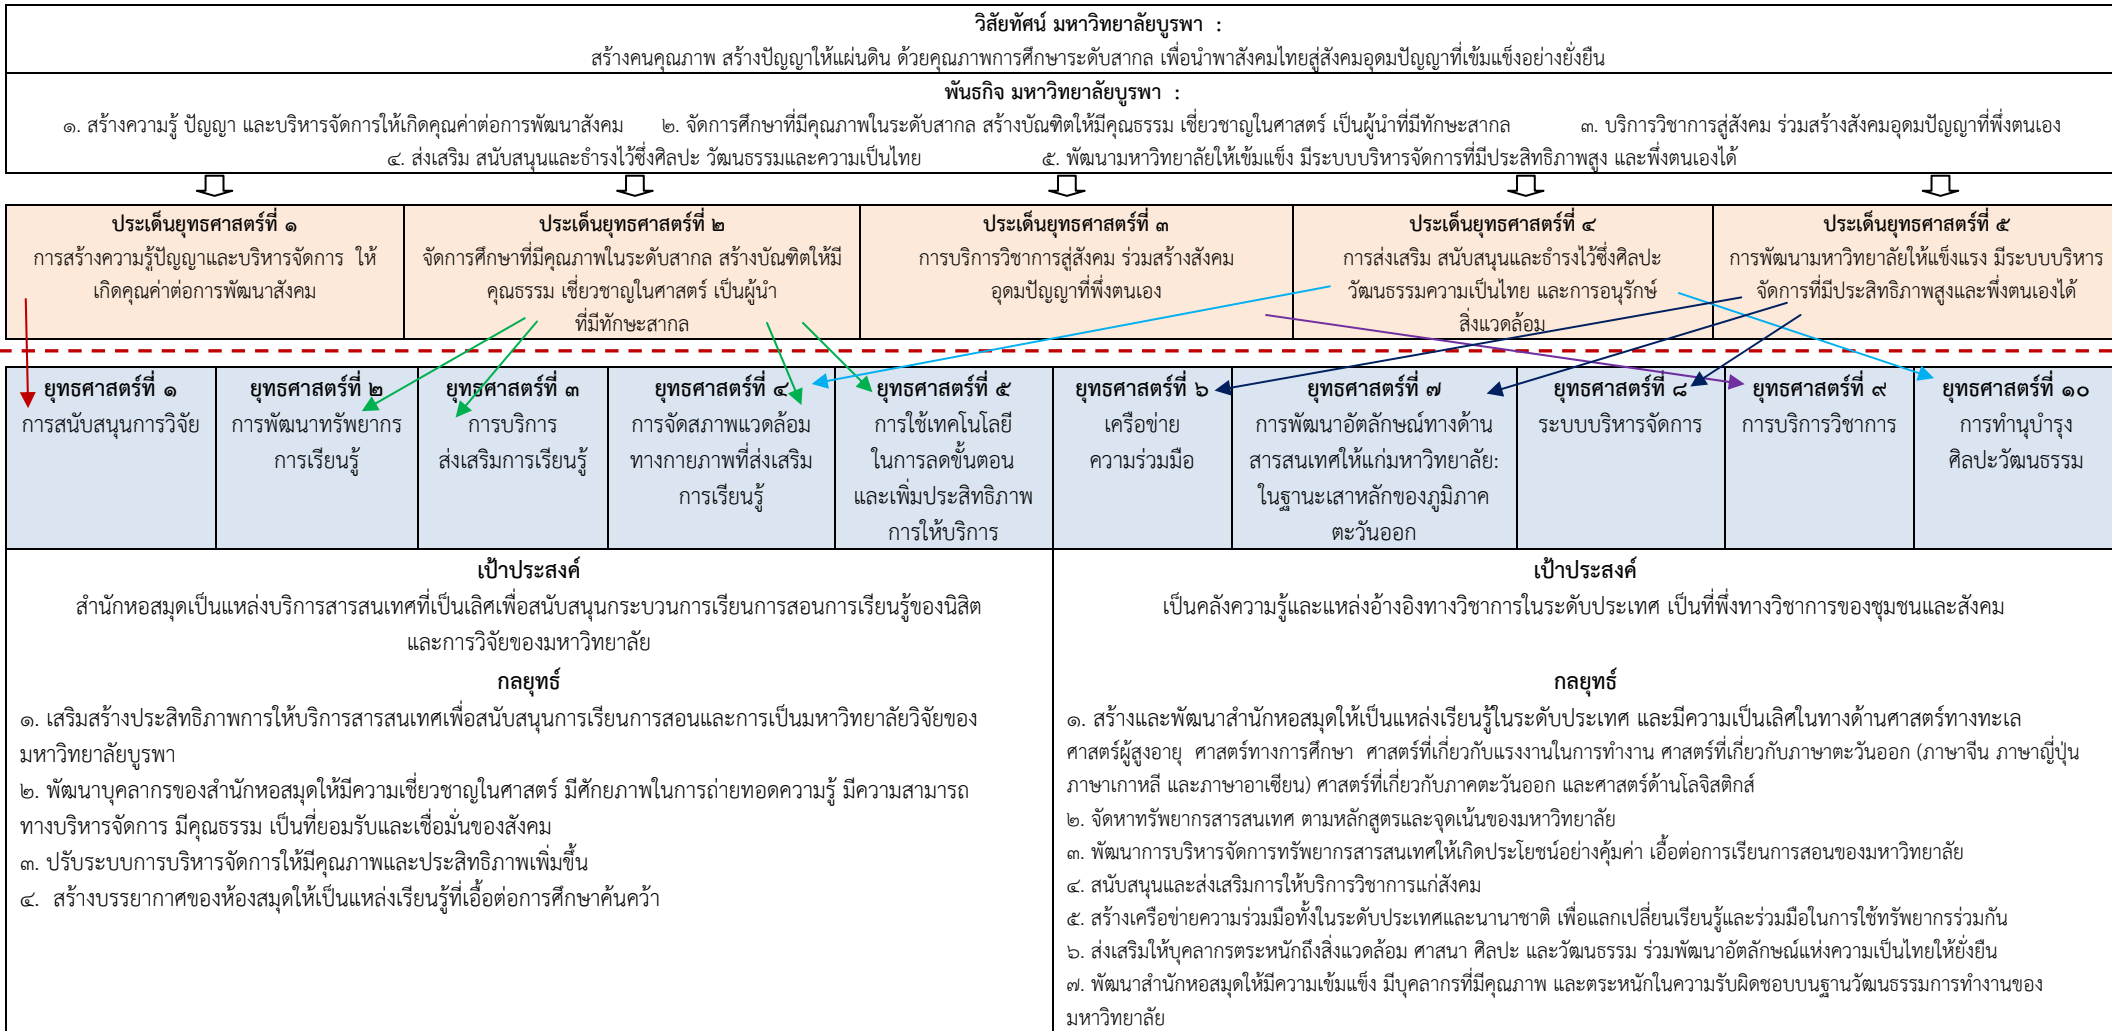 วิสัยทัศน์ มหาวิทยาลัยบูรพา :
สร้างคนคุณภาพ สร้างปัญญาให้แผ่นดิน ด้วยคุณภาพการศึกษาระดับสากล เพื่อนำพาสังคมไทยสู่สังคมอุดมปัญญาที่เข้มแข็งอย่างยั่งยืน
พันธกิจ มหาวิทยาลัยบูรพา :
๑. สร้างความรู้ ปัญญา และบริหารจัดการให้เกิดคุณค่าต่อการพัฒนาสังคม ๒. จัดการศึกษาที่มีคุณภาพในระดับสากล สร้างบัณฑิตให้มีคุณธรรม เชี่ยวชาญในศาสตร์ เป็นผู้นำที่มีทักษะสากล ๓. บริการวิชาการสู่สังคม ร่วมสร้างสังคมอุดมปัญญาที่พึ่งตนเอง
๔. ส่งเสริม สนับสนุนและธำรงไว้ซึ่งศิลปะ วัฒนธรรมและความเป็นไทย ๕. พัฒนามหาวิทยาลัยให้เข้มแข็ง มีระบบบริหารจัดการที่มีประสิทธิภาพสูง และพึ่งตนเองได้
ประเด็นยุทธศาสตร์ที่ ๑
การสร้างความรู้ปัญญาและบริหารจัดการ ให้
เกิดคุณค่าต่อการพัฒนาสังคม
ประเด็นยุทธศาสตร์ที่ ๒
จัดการศึกษาที่มีคุณภาพในระดับสากล สร้างบัณฑิตให้มี
คุณธรรม เชี่ยวชาญในศาสตร์ เป็นผู้นำ
ที่มีทักษะสากล
ประเด็นยุทธศาสตร์ที่ ๓
การบริการวิชาการสู่สังคม ร่วมสร้างสังคม
อุดมปัญญาที่พึ่งตนเอง
ประเด็นยุทธศาสตร์ที่ ๔
การส่งเสริม สนับสนุนและธำรงไว้ซึ่งศิลปะ
วัฒนธรรมความเป็นไทย และการอนุรักษ์
สิ่งแวดล้อม
ประเด็นยุทธศาสตร์ที่ ๕
การพัฒนามหาวิทยาลัยให้แข็งแรง มีระบบบริหาร
จัดการที่มีประสิทธิภาพสูงและพึ่งตนเองได้
ยุทธศาสตร์ที่ ๑
การสนับสนุนการวิจัย
ยุทธศาสตร์ที่ ๒
การพัฒนาทรัพยากร
การเรียนรู้
ยุทธศาสตร์ที่ ๓
การบริการ
ส่งเสริมการเรียนรู้
ยุทธศาสตร์ที่ ๔
การจัดสภาพแวดล้อม
ทางกายภาพที่ส่งเสริม
การเรียนรู้
ยุทธศาสตร์ที่ ๕
การใช้เทคโนโลยี
ในการลดขั้นตอน
และเพิ่มประสิทธิภาพ
การให้บริการ
ยุทธศาสตร์ที่ ๖
เครือข่าย
ความร่วมมือ
ยุทธศาสตร์ที่ ๗
การพัฒนาอัตลักษณ์ทางด้าน
สารสนเทศให้แก่มหาวิทยาลัย:
ในฐานะเสาหลักของภูมิภาค
ตะวันออก
ยุทธศาสตร์ที่ ๘
ระบบบริหารจัดการ
ยุทธศาสตร์ที่ ๙
การบริการวิชาการ
ยุทธศาสตร์ที่ ๑๐
การทำนุบำรุง
ศิลปะวัฒนธรรม
เป้าประสงค์
สำนักหอสมุดเป็นแหล่งบริการสารสนเทศที่เป็นเลิศเพื่อสนับสนุนกระบวนการเรียนการสอนการเรียนรู้ของนิสิต
และการวิจัยของมหาวิทยาลัย
กลยุทธ์
๑. เสริมสร้างประสิทธิภาพการให้บริการสารสนเทศเพื่อสนับสนุนการเรียนการสอนและการเป็นมหาวิทยาลัยวิจัยของ
มหาวิทยาลัยบูรพา
๒. พัฒนาบุคลากรของสำนักหอสมุดให้มีความเชี่ยวชาญในศาสตร์ มีศักยภาพในการถ่ายทอดความรู้ มีความสามารถ
ทางบริหารจัดการ มีคุณธรรม เป็นที่ยอมรับและเชื่อมั่นของสังคม
๓. ปรับระบบการบริหารจัดการให้มีคุณภาพและประสิทธิภาพเพิ่มขึ้น
๔. สร้างบรรยากาศของห้องสมุดให้เป็นแหล่งเรียนรู้ที่เอื้อต่อการศึกษาค้นคว้า
เป้าประสงค์
เป็นคลังความรู้และแหล่งอ้างอิงทางวิชาการในระดับประเทศ เป็นที่พึ่งทางวิชาการของชุมชนและสังคม
กลยุทธ์
๑. สร้างและพัฒนาสำนักหอสมุดให้เป็นแหล่งเรียนรู้ในระดับประเทศ และมีความเป็นเลิศในทางด้านศาสตร์ทางทะเล
ศาสตร์ผู้สูงอายุ ศาสตร์ทางการศึกษา ศาสตร์ที่เกี่ยวกับแรงงานในการทำงาน ศาสตร์ที่เกี่ยวกับภาษาตะวันออก (ภาษาจีน ภาษาญี่ปุ่น
ภาษาเกาหลี และภาษาอาเซียน) ศาสตร์ที่เกี่ยวกับภาคตะวันออก และศาสตร์ด้านโลจิสติกส์
๒. จัดหาทรัพยากรสารสนเทศ ตามหลักสูตรและจุดเน้นของมหาวิทยาลัย
๓. พัฒนาการบริหารจัดการทรัพยากรสารสนเทศให้เกิดประโยชน์อย่างคุ้มค่า เอื้อต่อการเรียนการสอนของมหาวิทยาลัย
๔. สนับสนุนและส่งเสริมการให้บริการวิชาการแก่สังคม
๕. สร้างเครือข่ายความร่วมมือทั้งในระดับประเทศและนานาชาติ เพื่อแลกเปลี่ยนเรียนรู้และร่วมมือในการใช้ทรัพยากรร่วมกัน
๖. ส่งเสริมให้บุคลากรตระหนักถึงสิ่งแวดล้อม ศาสนา ศิลปะ และวัฒนธรรม ร่วมพัฒนาอัตลักษณ์แห่งความเป็นไทยให้ยั่งยืน
๗. พัฒนาสำนักหอสมุดให้มีความเข้มแข็ง มีบุคลากรที่มีคุณภาพ และตระหนักในความรับผิดชอบบนฐานวัฒนธรรมการทำงานของ
มหาวิทยาลัย